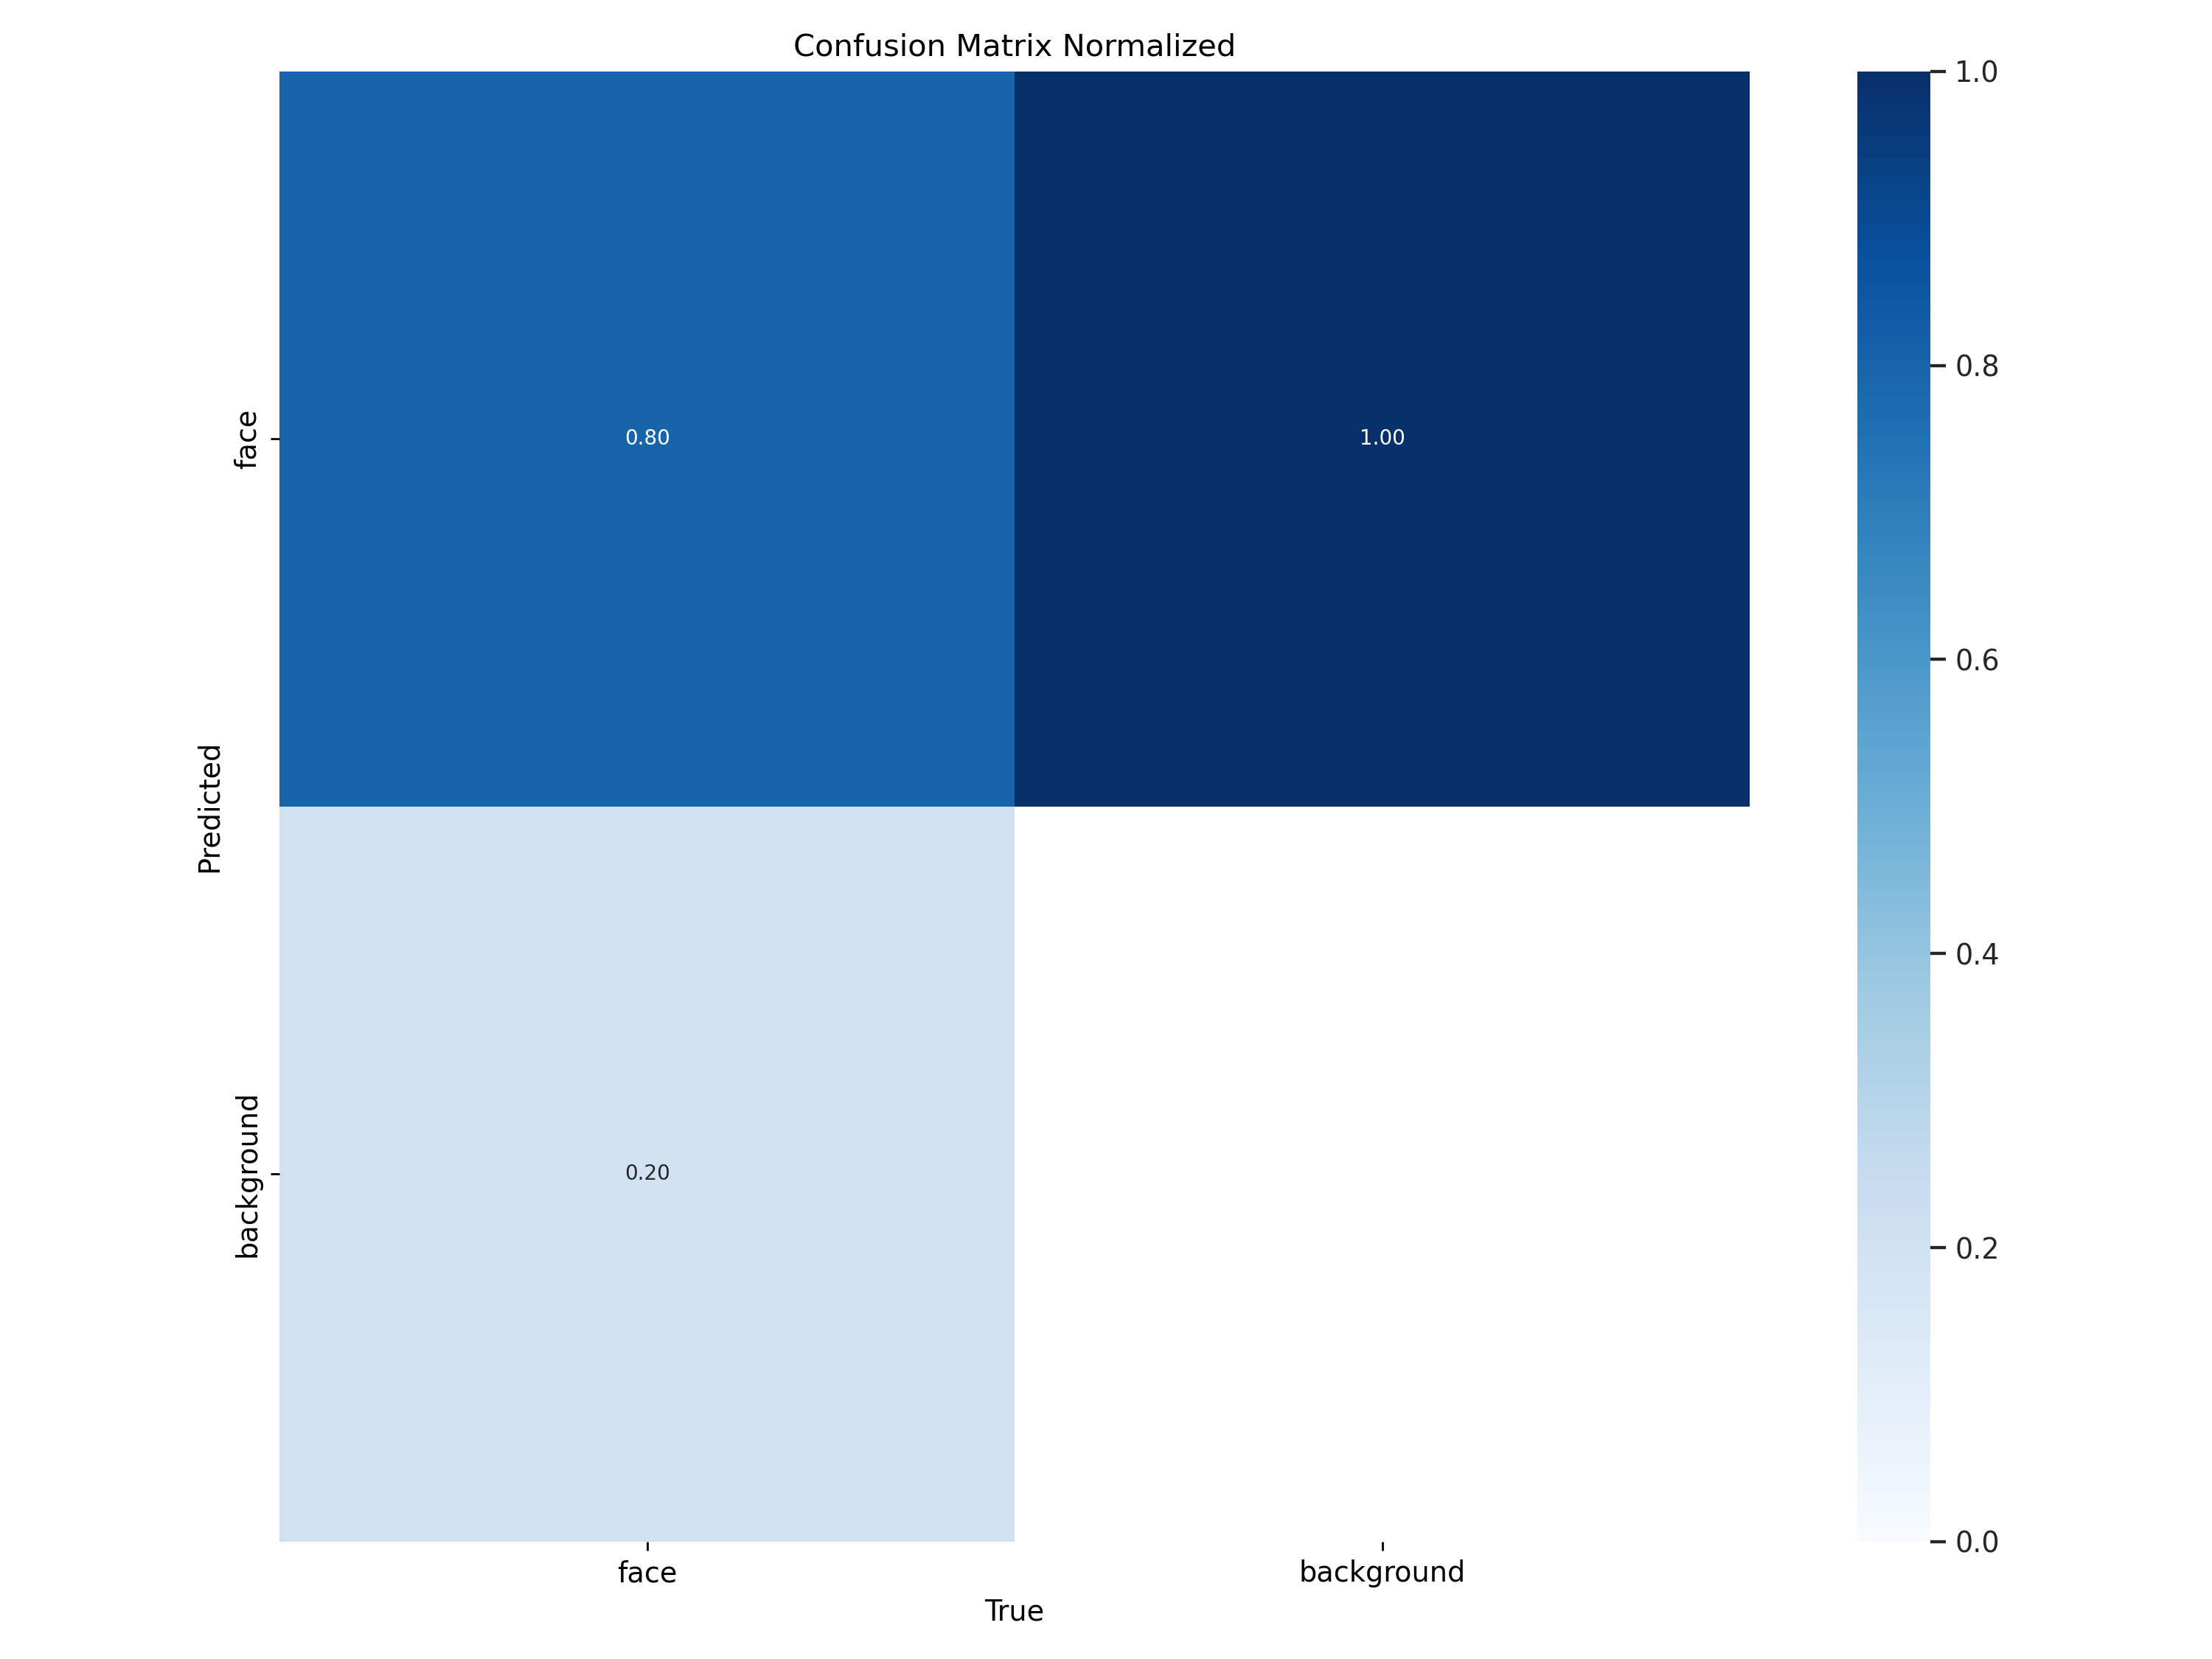 Confusion Matrix Normalized
1.0
0.8
0.6
0.4
0.2
0.0
Predicted
face
background
0.80
1.00
0.20
face
background
True